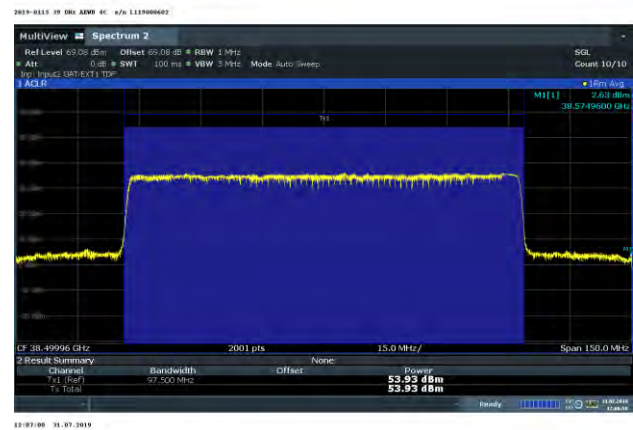 2019-0115 39 GHz AEWB 4C s/n L119000602
MultiView Spectrum 2
Ref Level 69.08 dBm Offset 69.08 dB RBW 1 MHz SGL
Att 0 dB SWT 100 ms VBW 3 MHz Mode Auto Sweep Count 10/10
1 ACLR 1Rm Avg
M1[1] 2.63 dBm
38.5749600 GHz
Tx1
CF 38.49996 GHz 2001 pts 15.0 MHz/ Span 150.0 MHz
2 Result Summary None
Channel Bandwidth Offset Power
Tx1 (Ref) 97.500 MHz 53.93 dBm
Tx Total 53.93 dBm
Ready 31.07.2019
12:07:00 31.07.2019